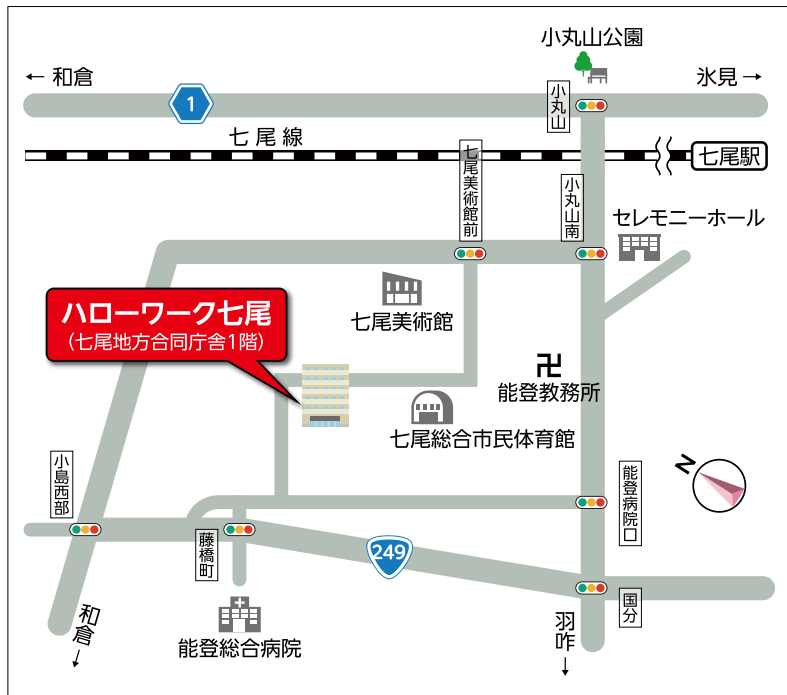 小丸山公園
← 和倉
氷見 →
1
小丸山
七尾線
七尾駅
七尾美術館前
小丸山南
セレモニーホール
七尾美術館
ハローワーク七尾
(七尾地方合同庁舎1階)
卍
能登教務所
七尾総合市民体育館
小島西部
能登病院口
N
藤橋町
249
国分
和倉
↓
羽咋
↓
能登総合病院